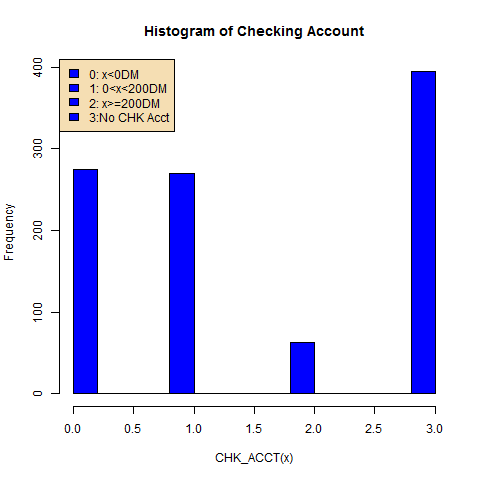 Histogram of Checking Account
0: x<0DM
1: 0<x<200DM
2: x>=200DM
3:No CHK Acct
Frequency
400
300
200
100
0
0.0 0.5 1.0 1.5 2.0 2.5 3.0
CHK_ACCT(x)